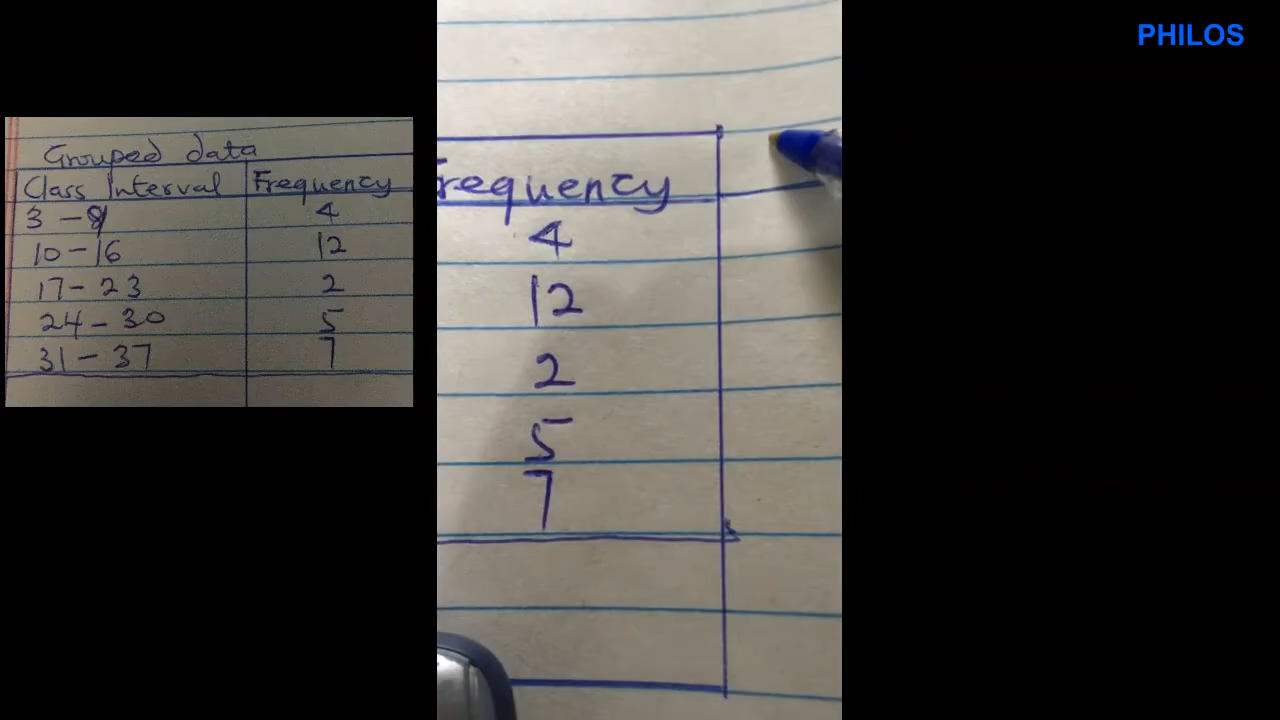 PHILOS
Grouped data
Class Interval Frequency
3 - 9 4
10 - 16 12
17 - 23 2
24 - 30 5
31 - 37 7
requency
4
12
2
5
7